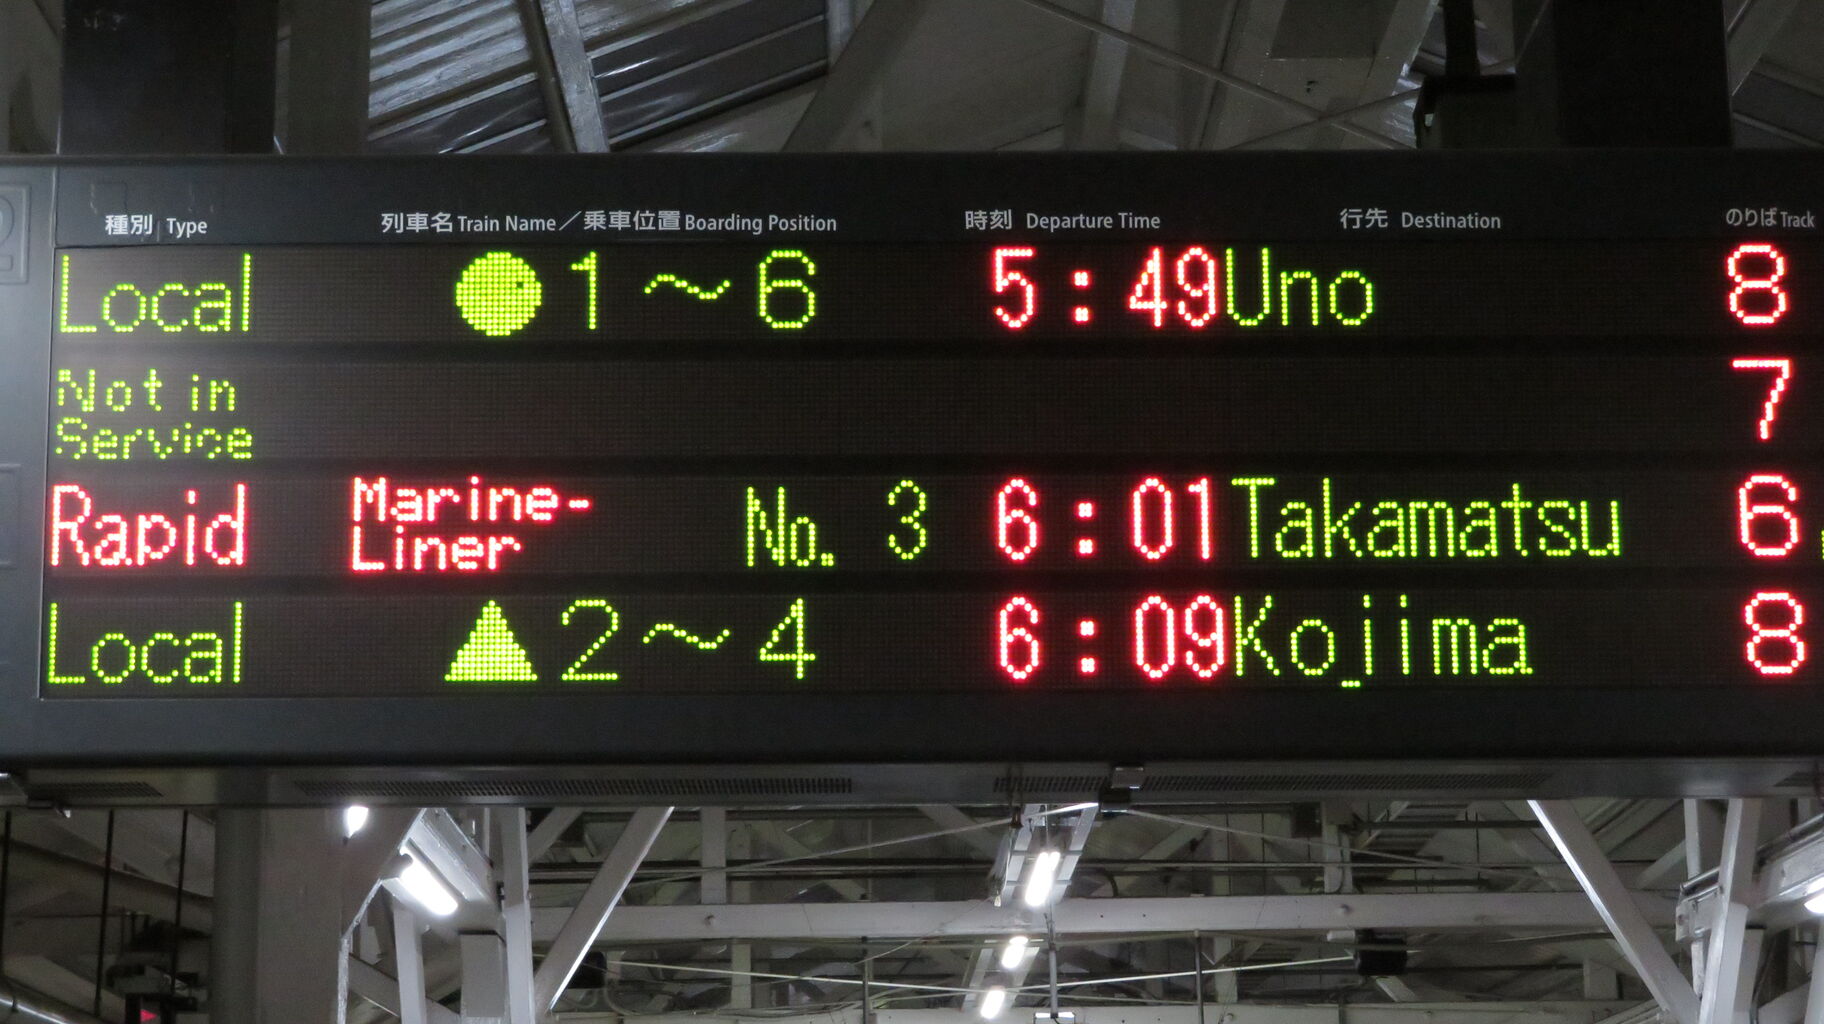 種別 Type 列車名 Train Name／乗車位置 Boarding Position 時刻 Departure Time 行先 Destination のりば Track
Local ●1～6 5:49 Uno 8
Not in
Service
7
Rapid Marine-
Liner No. 3 6:01 Takamatsu 6
Local ▲2～4 6:09 Kojima 8